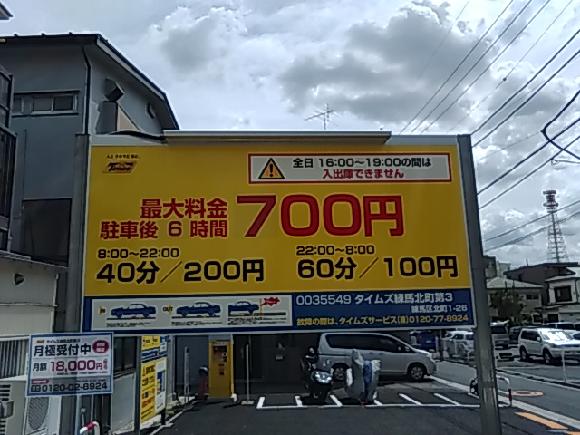 全日 16:00～19:00の間は
入出庫できません
最大料金
駐車後 6 時間
700円
8:00～22:00
40分／200円
22:00～8:00
60分／100円
0035549 タイムズ練馬北町第3
練馬区北町1-26
故障の際は、タイムズサービス(株) 0120-77-8924
月極受付中
月額 18,000円
0120-02-8924